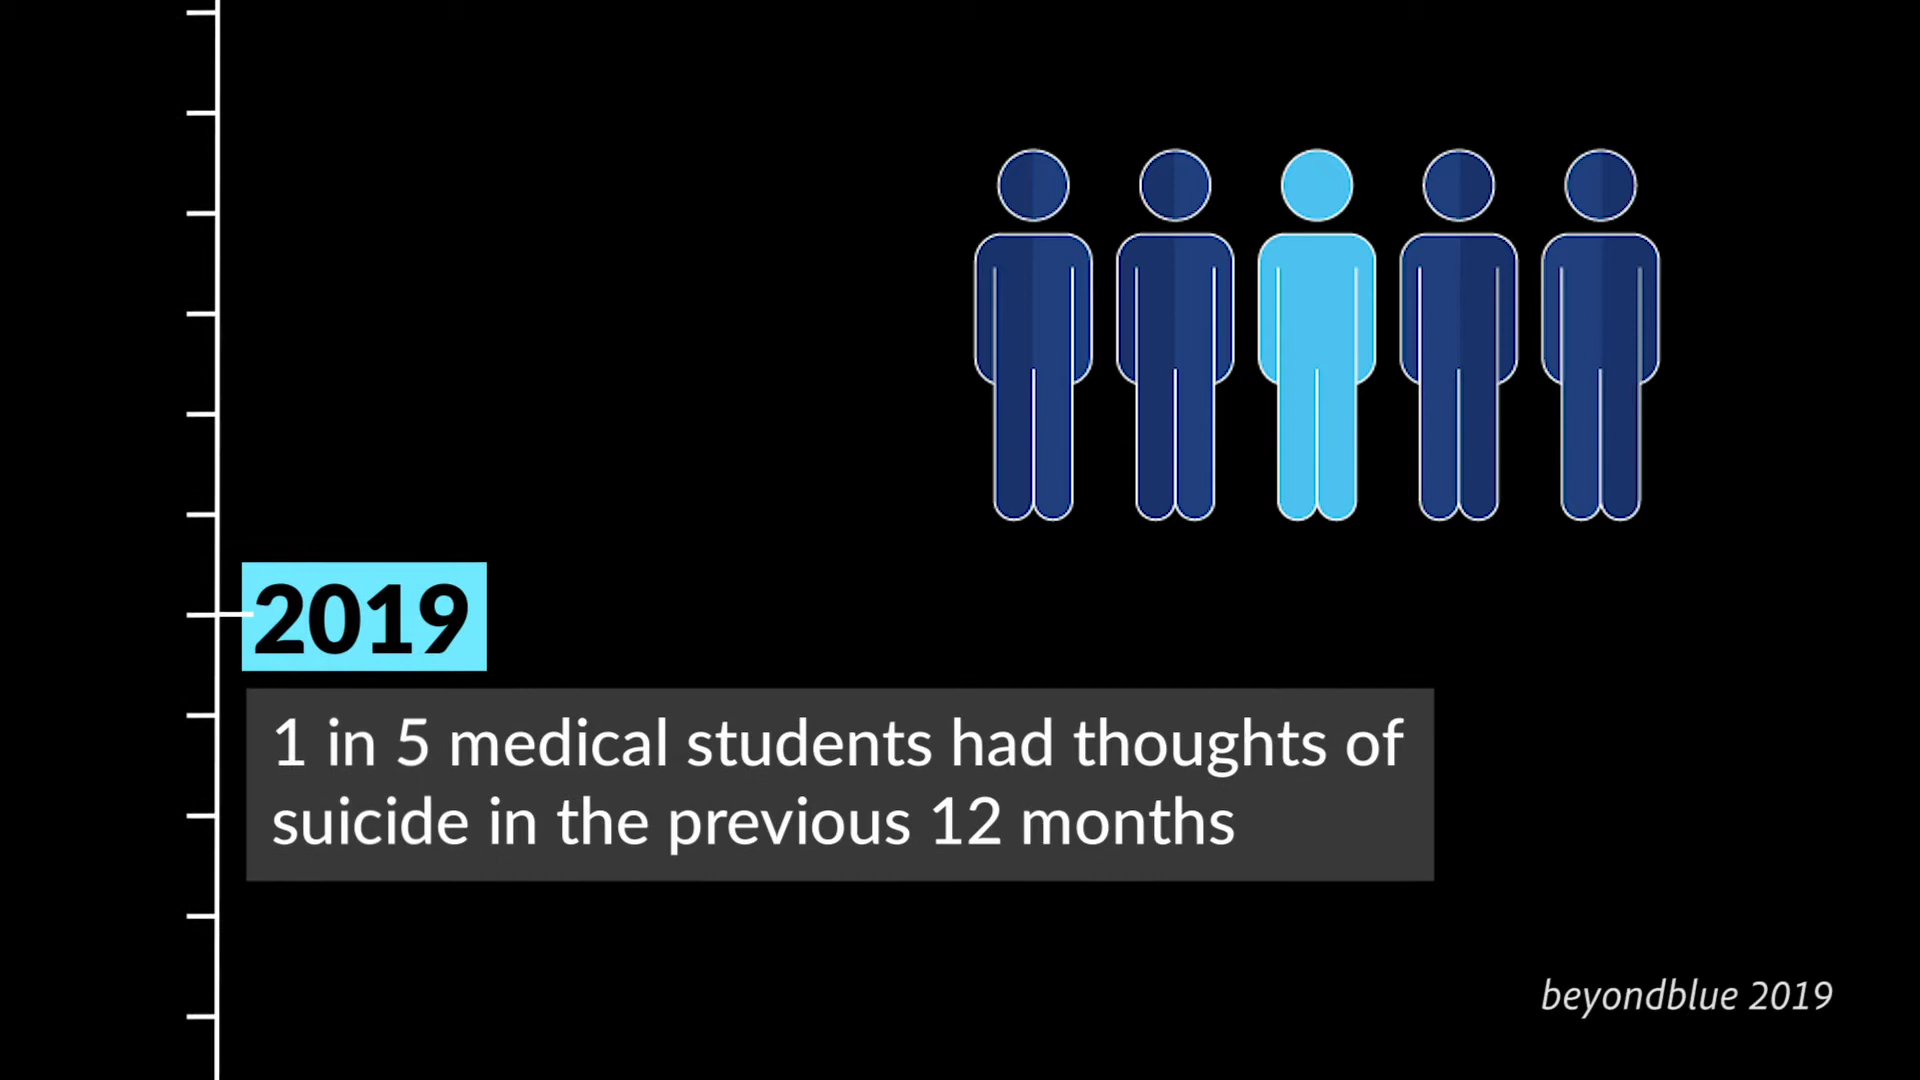 2019
1 in 5 medical students had thoughts of
suicide in the previous 12 months
beyondblue 2019